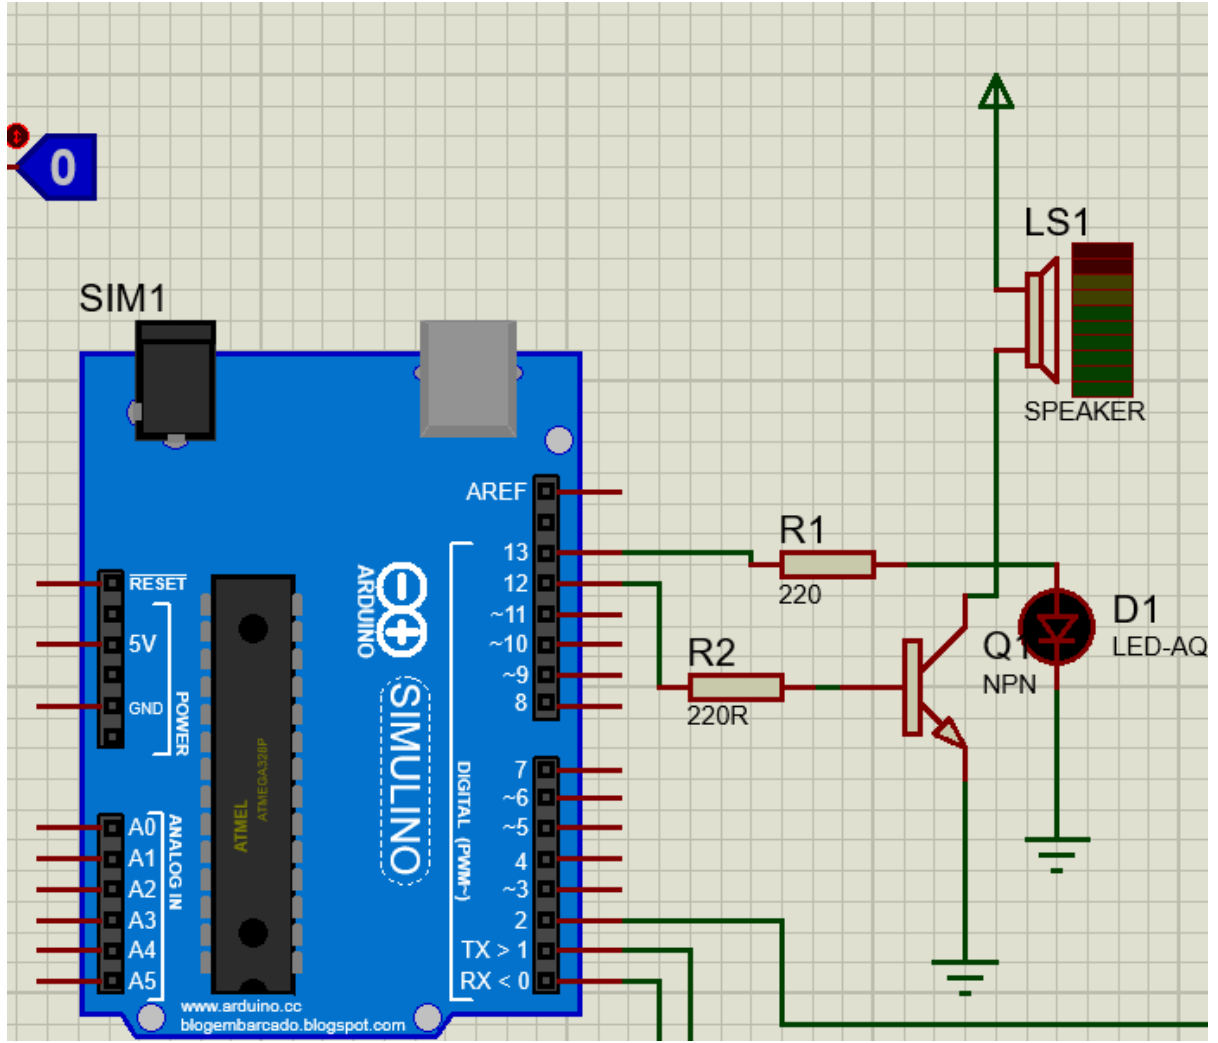 0
LS1
SPEAKER
SIM1
AREF
13
12
~11
~10
~9
8
7
~6
~5
4
~3
2
TX > 1
RX < 0
RESET
5V
GND
POWER
A0
A1
A2
A3
A4
A5
ANALOG IN
ARDUINO
SIMULINO
DIGITAL (PWM~)
ATMEL
ATMEGA328P
www.arduino.cc
blogembarcado.blogspot.com
R1
220
R2
220R
Q1
NPN
D1
LED-AQ